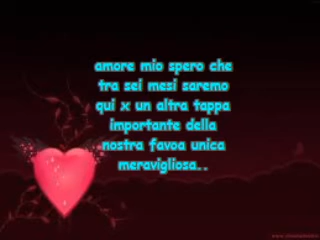 amore mio spero che
tra sei mesi saremo
qui x un altra tappa
importante della
nostra favoa unica
meravigliosa..